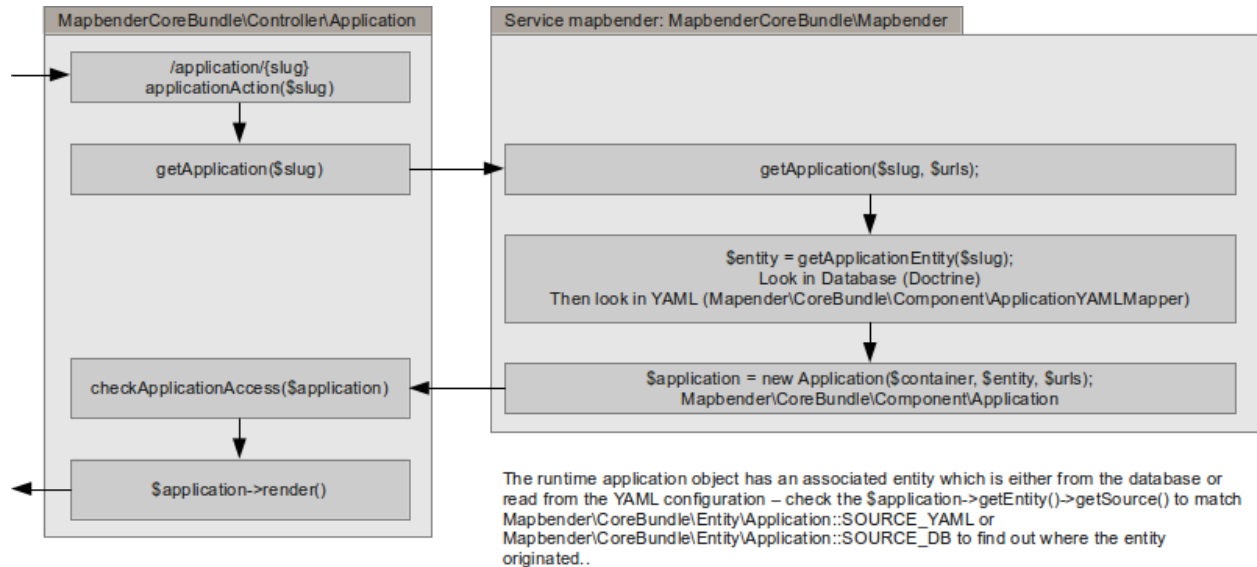 MapbenderCoreBundle\Controller\Application
/application/{slug}
applicationAction($slug)
getApplication($slug)
checkApplicationAccess($application)
$application->render()
Service mapbender: MapbenderCoreBundle\Mapbender
getApplication($slug, $urls);
$entity = getApplicationEntity($slug);
Look in Database (Doctrine)
Then look in YAML (Mapender\CoreBundle\Component\ApplicationYAMLMapper)
$application = new Application($container, $entity, $urls);
Mapbender\CoreBundle\Component\Application
The runtime application object has an associated entity which is either from the database or
read from the YAML configuration – check the $application->getEntity()->getSource() to match
Mapbender\CoreBundle\Entity\Application::SOURCE_YAML or
Mapbender\CoreBundle\Entity\Application::SOURCE_DB to find out where the entity
originated..